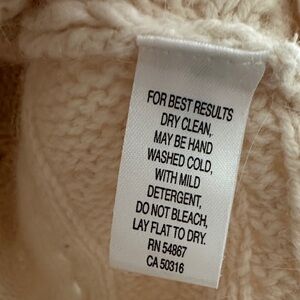 FOR BEST RESULTS
DRY CLEAN,
MAY BE HAND
WASHED COLD,
WITH MILD
DETERGENT,
DO NOT BLEACH,
LAY FLAT TO DRY.
RN 54867
CA 50316